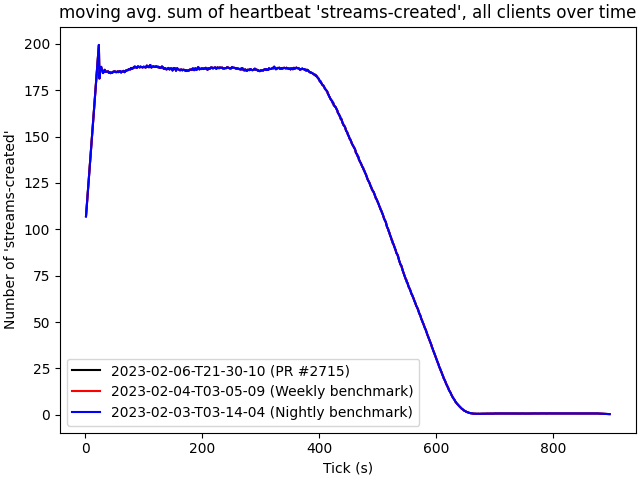 moving avg. sum of heartbeat 'streams-created', all clients over time
Number of 'streams-created'
200
175
150
125
100
75
50
25
0
2023-02-06-T21-30-10 (PR #2715)
2023-02-04-T03-05-09 (Weekly benchmark)
2023-02-03-T03-14-04 (Nightly benchmark)
0 200 400 600 800
Tick (s)